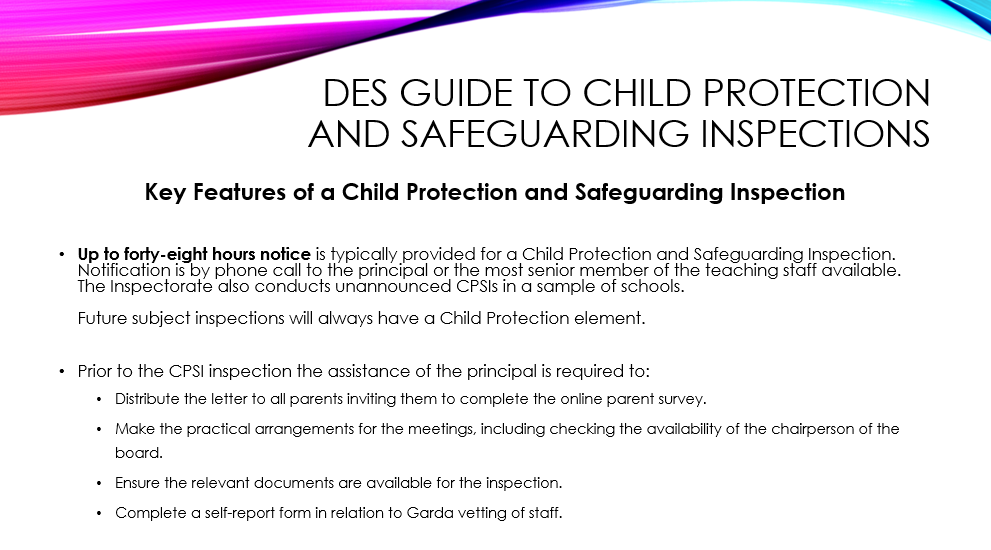 DES GUIDE TO CHILD PROTECTION
AND SAFEGUARDING INSPECTIONS
Key Features of a Child Protection and Safeguarding Inspection
• Up to forty-eight hours notice is typically provided for a Child Protection and Safeguarding Inspection.
Notification is by phone call to the principal or the most senior member of the teaching staff available.
The Inspectorate also conducts unannounced CPSIs in a sample of schools.
Future subject inspections will always have a Child Protection element.
• Prior to the CPSI inspection the assistance of the principal is required to:
• Distribute the letter to all parents inviting them to complete the online parent survey.
• Make the practical arrangements for the meetings, including checking the availability of the chairperson of the
board.
• Ensure the relevant documents are available for the inspection.
• Complete a self-report form in relation to Garda vetting of staff.